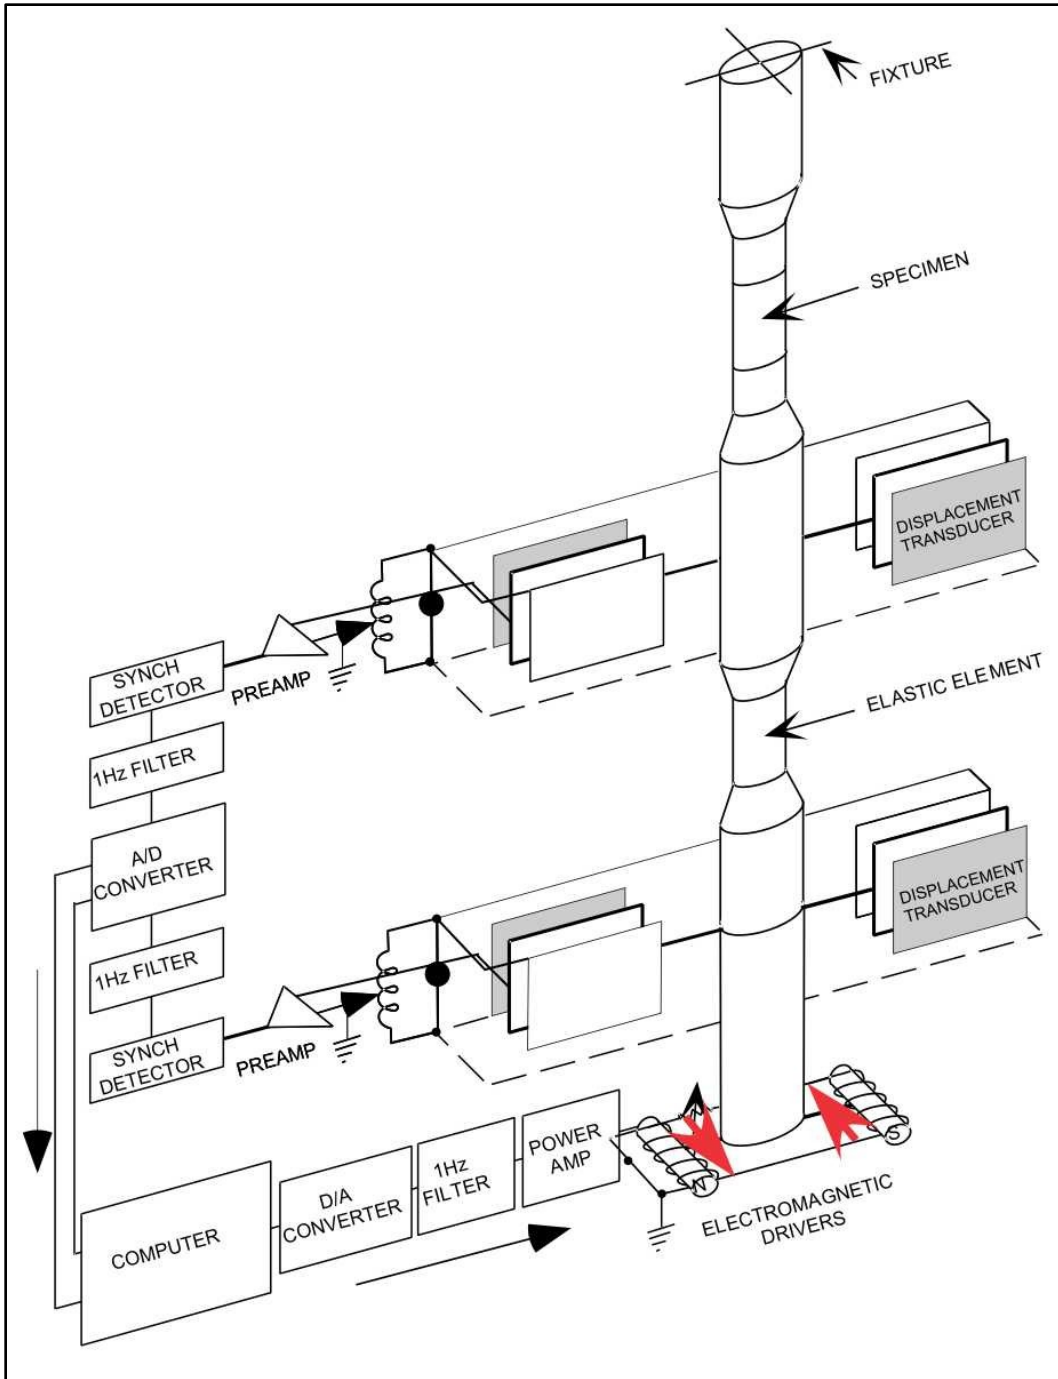 FIXTURE
SPECIMEN
DISPLACEMENT
TRANSDUCER
SYNCH
DETECTOR
PREAMP
ELASTIC ELEMENT
1Hz FILTER
A/D
CONVERTER
DISPLACEMENT
TRANSDUCER
1Hz FILTER
SYNCH
DETECTOR
PREAMP
POWER
AMP
1Hz
FILTER
D/A
CONVERTER
COMPUTER
N
S
ELECTROMAGNETIC
DRIVERS